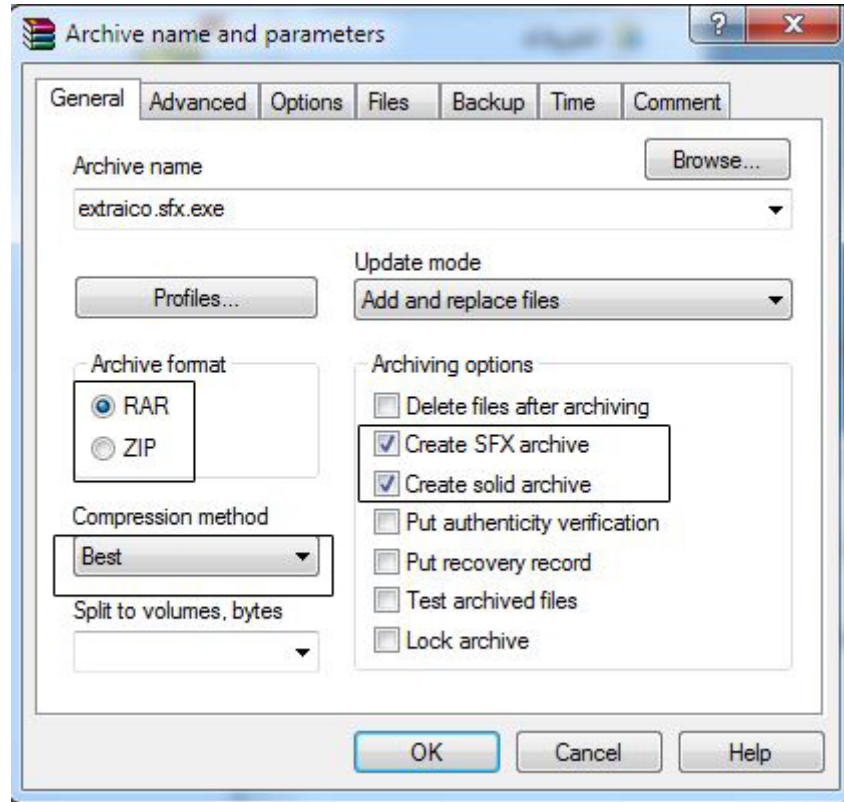 Archive name and parameters
General Advanced Options Files Backup Time Comment
Archive name
Browse...
extraico.sfx.exe
Update mode
Profiles...
Add and replace files
Archive format
RAR
ZIP
Archiving options
Delete files after archiving
Create SFX archive
Create solid archive
Put authenticity verification
Put recovery record
Test archived files
Lock archive
Compression method
Best
Split to volumes, bytes
OK Cancel Help